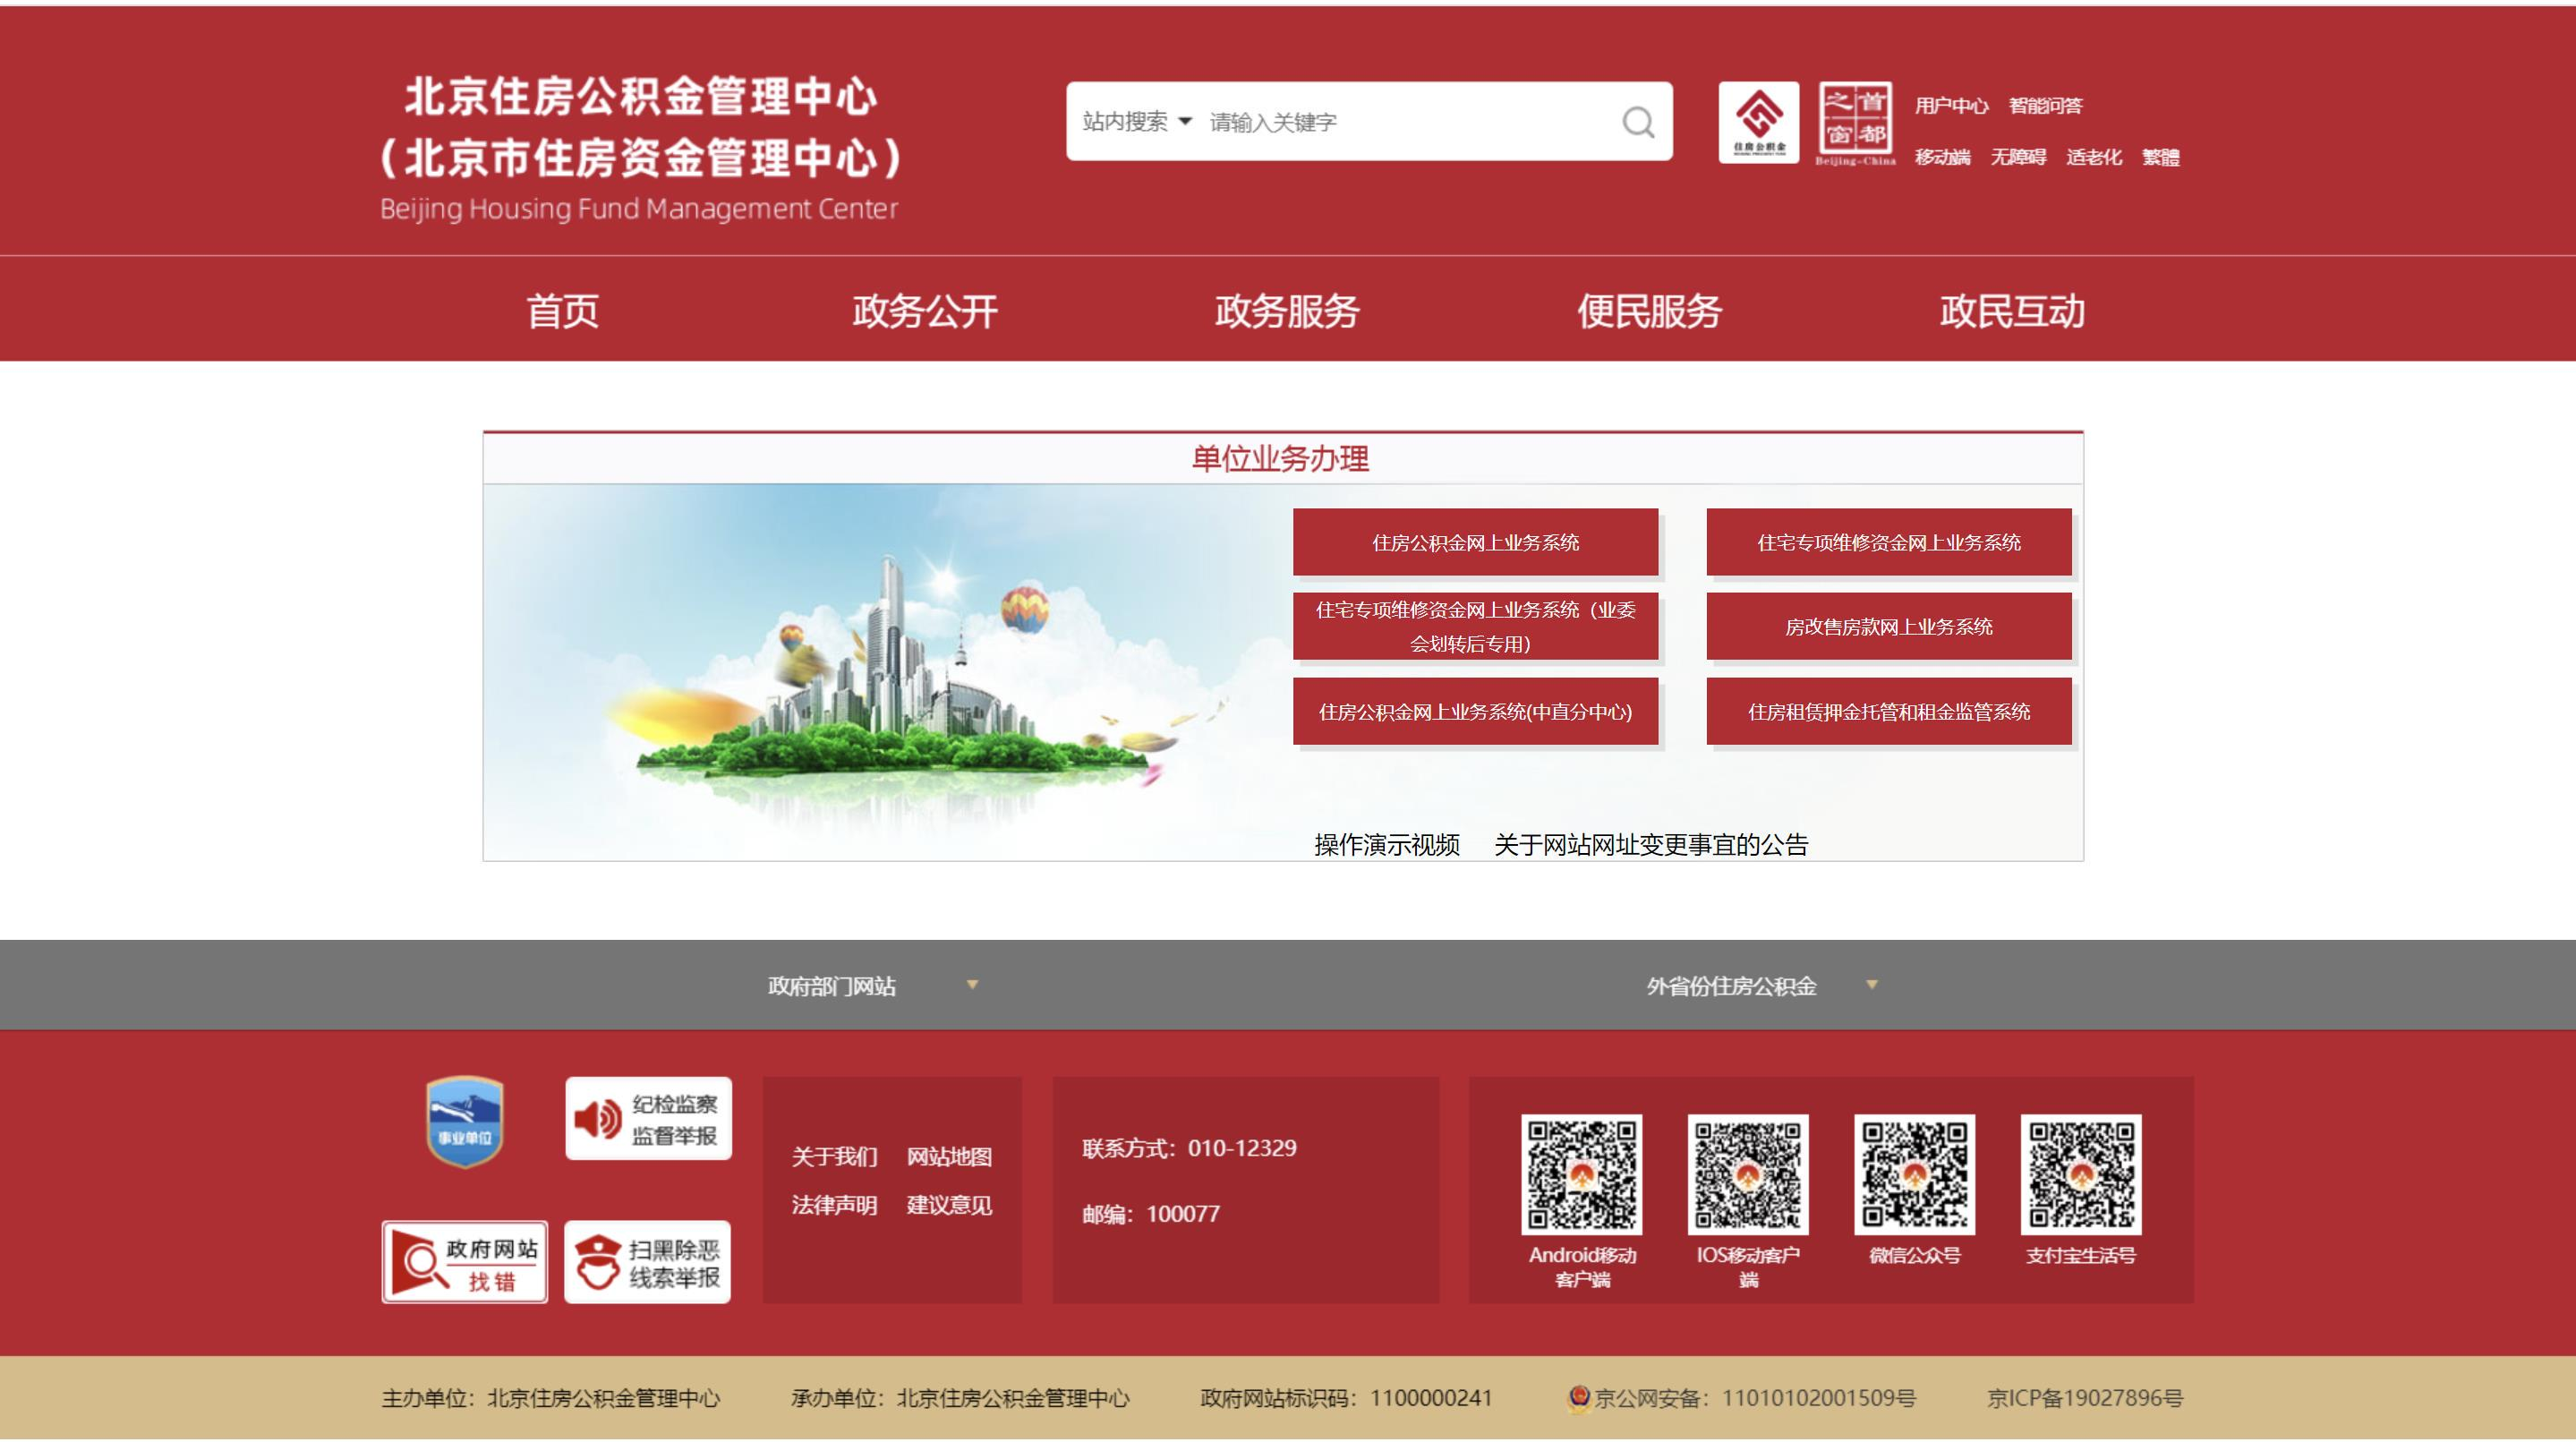 北京住房公积金管理中心
（北京市住房资金管理中心）
Beijing Housing Fund Management Center
站内搜索 请输入关键字
住房公积金
首都之窗
Beijing-China
用户中心 智能问答
移动端 无障碍 适老化 繁體
首页 政务公开 政务服务 便民服务 政民互动
单位业务办理
住房公积金网上业务系统 住宅专项维修资金网上业务系统
住宅专项维修资金网上业务系统（业委
会划转后专用）
房改售房款网上业务系统
住房公积金网上业务系统(中直分中心) 住房租赁押金托管和租金监管系统
操作演示视频 关于网站网址变更事宜的公告
政府部门网站 外省份住房公积金
事业单位
纪检监察
监督举报
政府网站
找错
扫黑除恶
线索举报
关于我们 网站地图
法律声明 建议意见
联系方式：010-12329
邮编：100077
Android移动
客户端
IOS移动客户
端
微信公众号
支付宝生活号
主办单位：北京住房公积金管理中心 承办单位：北京住房公积金管理中心 政府网站标识码：1100000241 京公网安备：11010102001509号 京ICP备19027896号